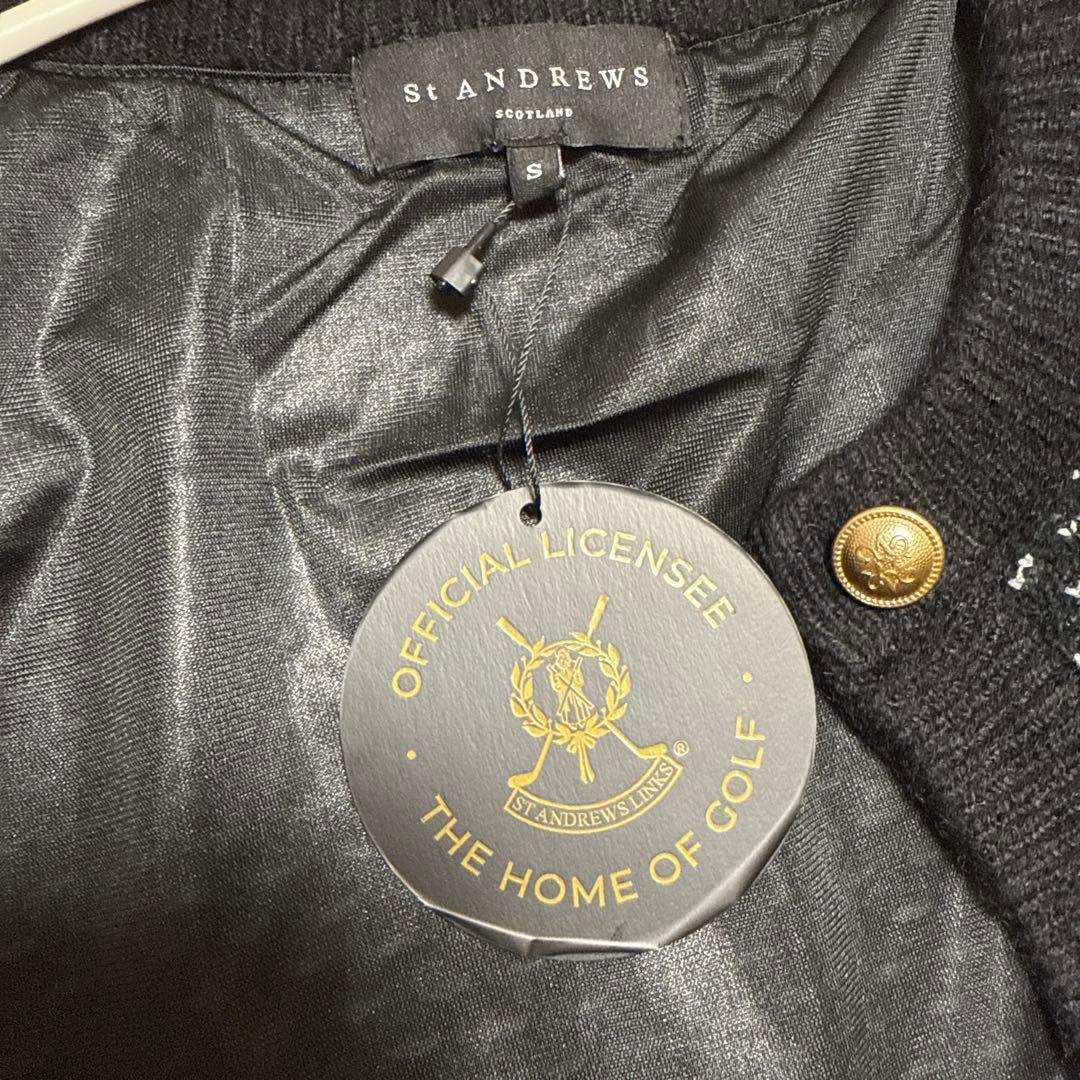 St ANDREWS
SCOTLAND
S
OFFICIAL LICENSEE
ST ANDREWS LINKS
®
THE HOME OF GOLF